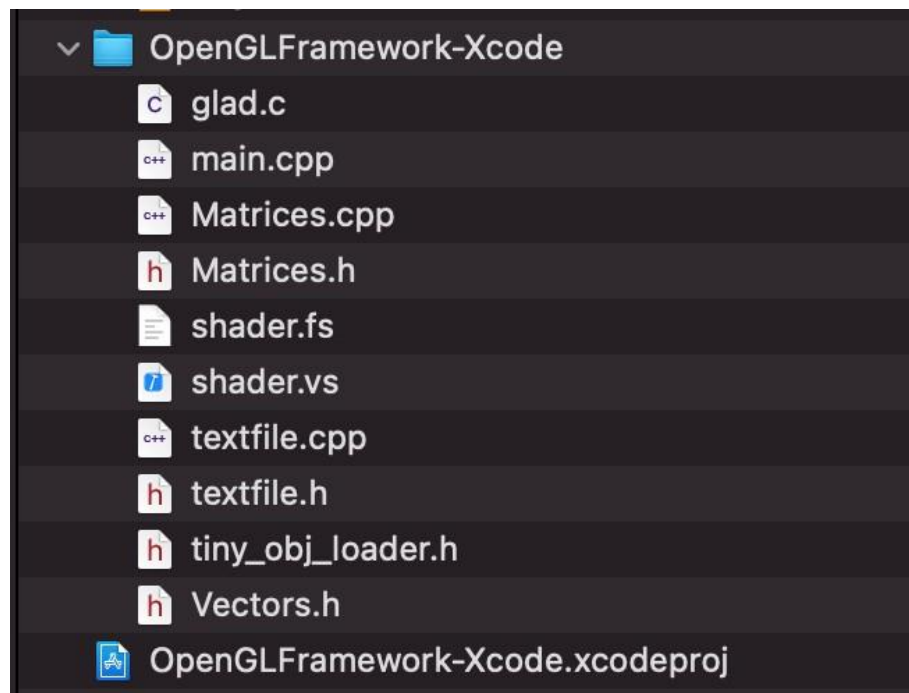 OpenGLFramework-Xcode
C glad.c
C++ main.cpp
C++ Matrices.cpp
h Matrices.h
shader.fs
shader.vs
C++ textfile.cpp
h textfile.h
h tiny_obj_loader.h
h Vectors.h
OpenGLFramework-Xcode.xcodeproj